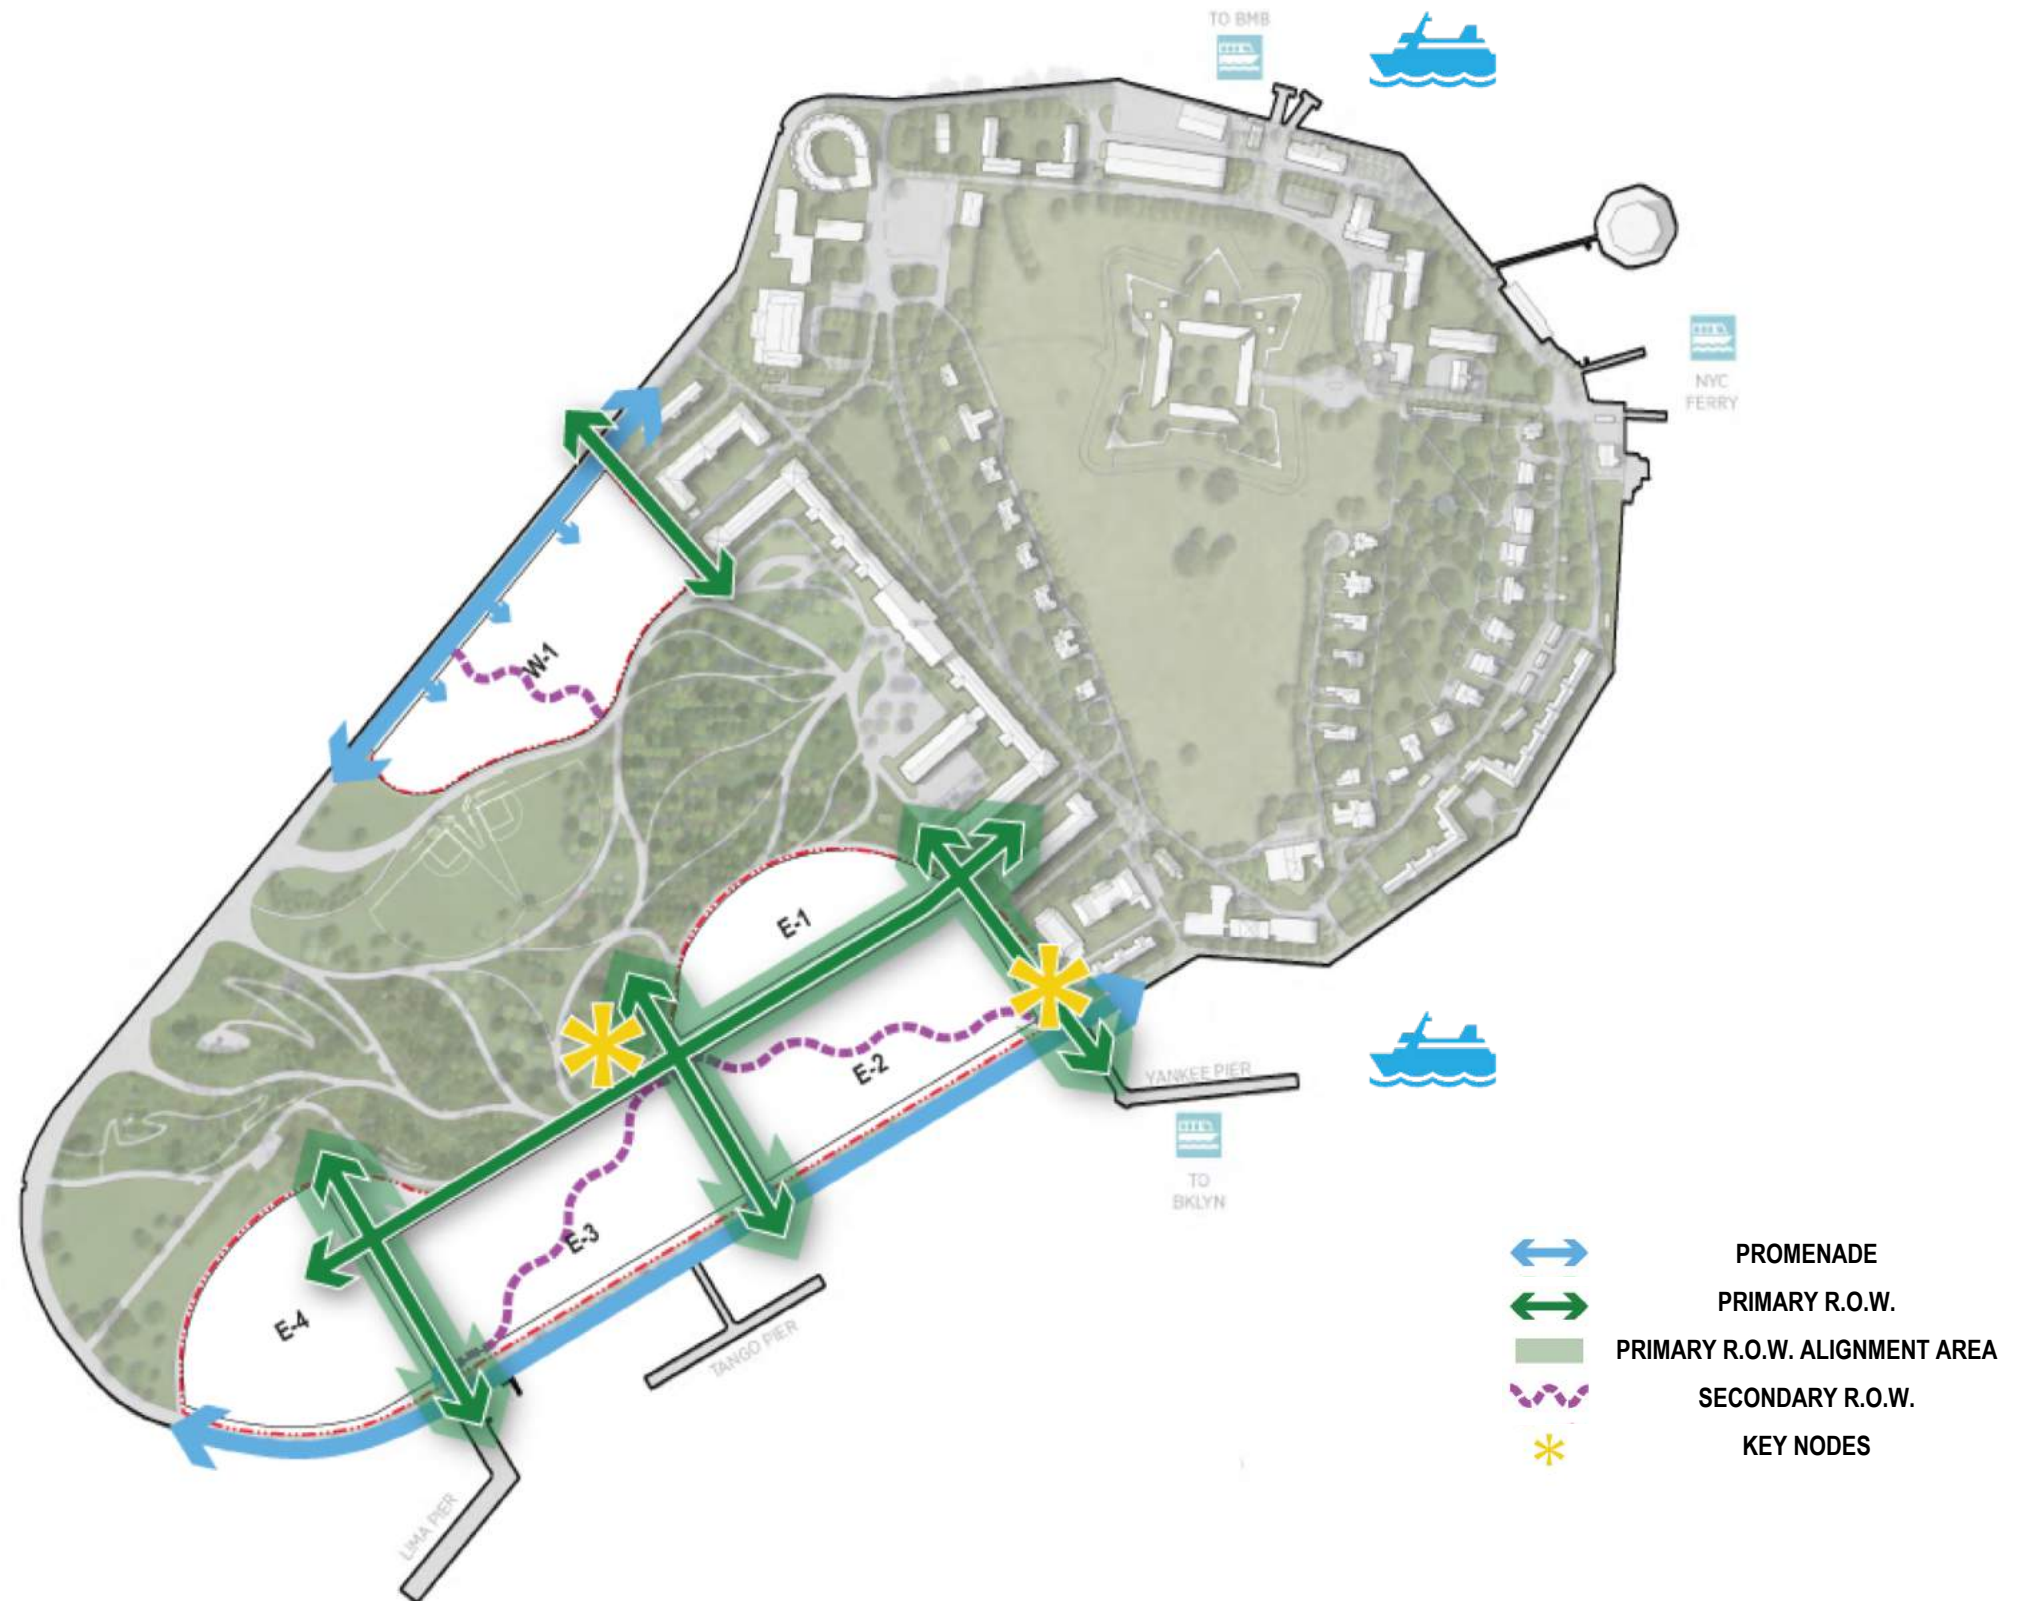 TO BMB
NYC
FERRY
W-1
E-1
E-2
YANKEE PIER
TO
BKLYN
E-3
E-4
TANGO PIER
LIMA PIER
PROMENADE
PRIMARY R.O.W.
PRIMARY R.O.W. ALIGNMENT AREA
SECONDARY R.O.W.
KEY NODES